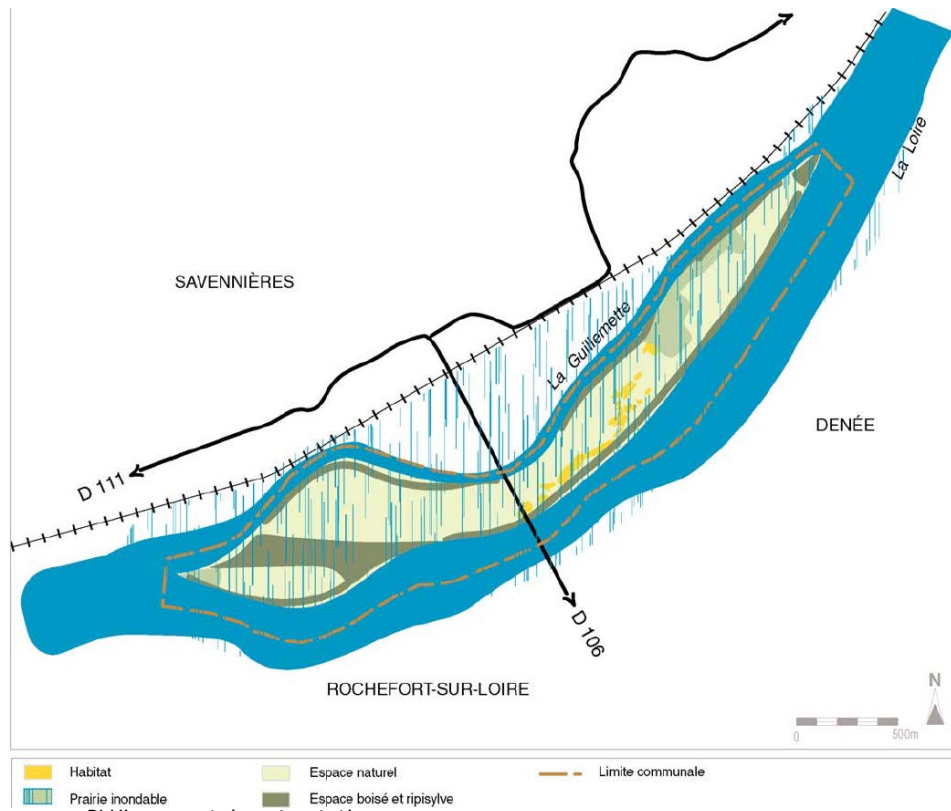 La Loire
SAVENNIÈRES
La Guillemette
DENÉE
D 111
D 106
ROCHEFORT-SUR-LOIRE
N
0 500m
Habitat
Espace naturel
Limite communale
Prairie inondable
Espace boisé et ripisylve